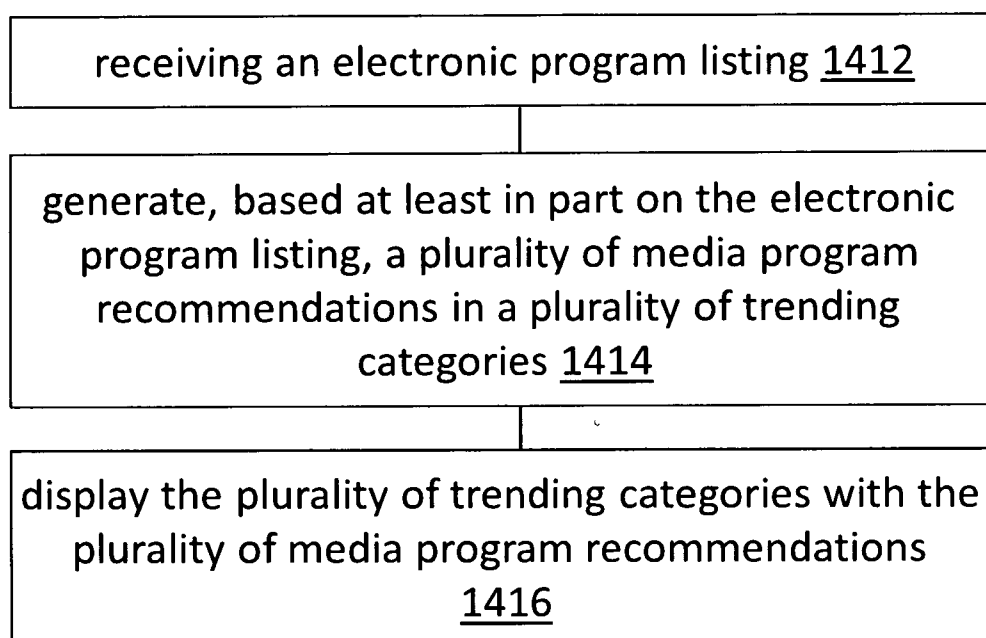 receiving an electronic program listing 1412
generate, based at least in part on the electronic
program listing, a plurality of media program
recommendations in a plurality of trending
categories 1414
display the plurality of trending categories with the
plurality of media program recommendations
1416